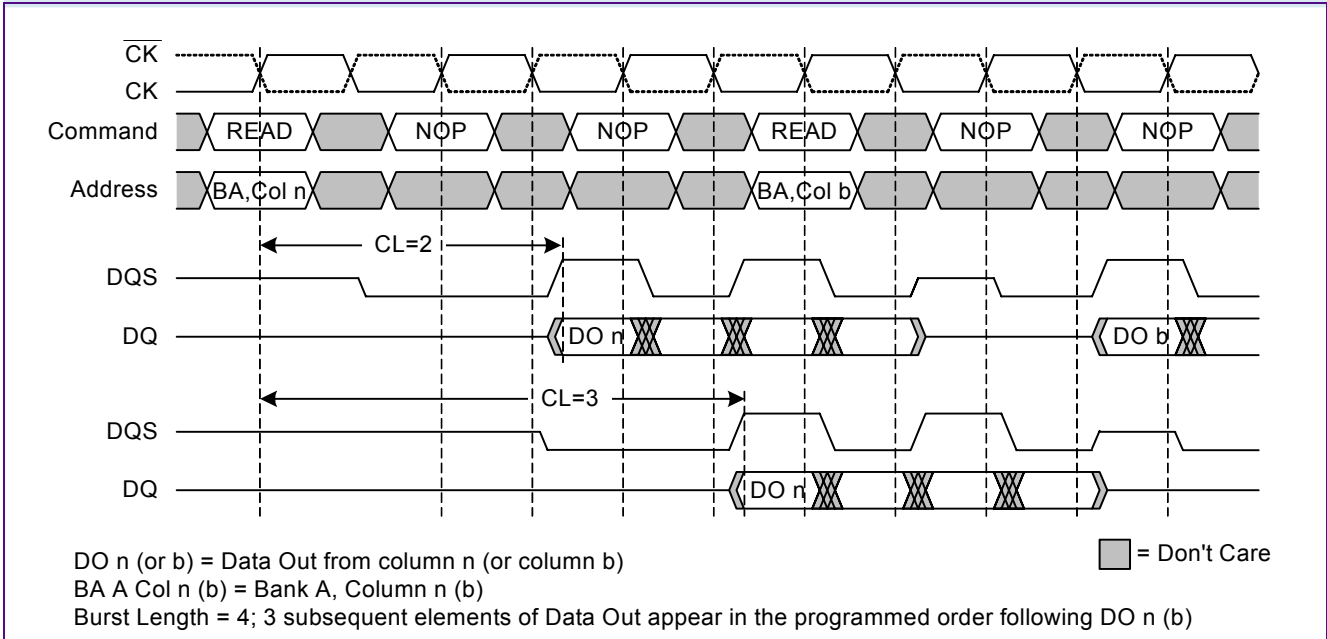 CK
CK
Command READ NOP NOP READ NOP NOP
Address BA,Col n BA,Col b
CL=2
DQS
DQ DO n DO b
CL=3
DQS
DQ DO n
DO n (or b) = Data Out from column n (or column b)
= Don't Care
BA A Col n (b) = Bank A, Column n (b)
Burst Length = 4; 3 subsequent elements of Data Out appear in the programmed order following DO n (b)